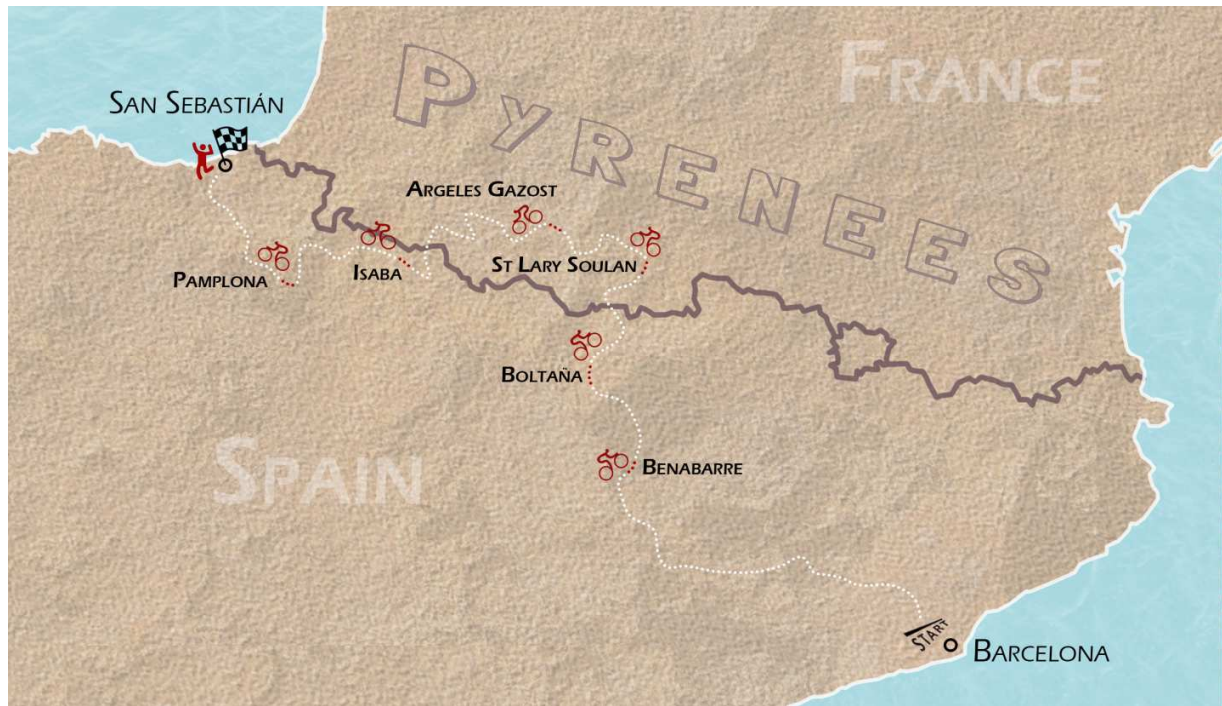 FRANCE
PYRENEES
SAN SEBASTIÁN
ARGELES GAZOST
ST LARY SOULAN
ISABA
PAMPLONA
BOLTAÑA
SPAIN
BENABARRE
START
BARCELONA